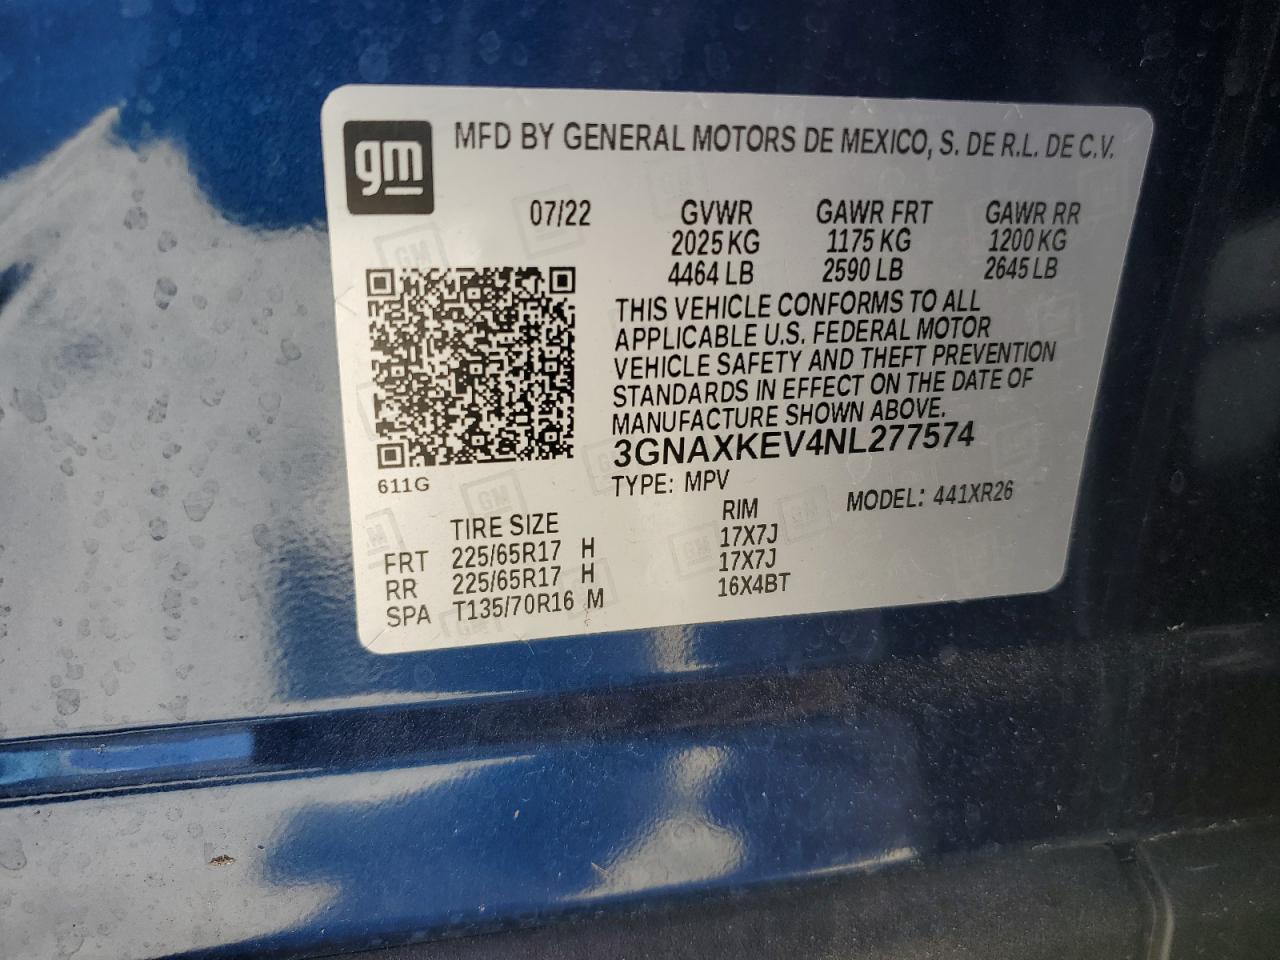 gm MFD BY GENERAL MOTORS DE MEXICO, S. DE R.L. DE C.V.
07/22 GVWR GAWR FRT GAWR RR
2025 KG 1175 KG 1200 KG
4464 LB 2590 LB 2645 LB
THIS VEHICLE CONFORMS TO ALL
APPLICABLE U.S. FEDERAL MOTOR
VEHICLE SAFETY AND THEFT PREVENTION
STANDARDS IN EFFECT ON THE DATE OF
MANUFACTURE SHOWN ABOVE.
3GNAXKEV4NL277574
611G
TYPE: MPV MODEL: 441XR26
TIRE SIZE RIM
FRT 225/65R17 H 17X7J
RR 225/65R17 H 17X7J
SPA T135/70R16 M 16X4BT